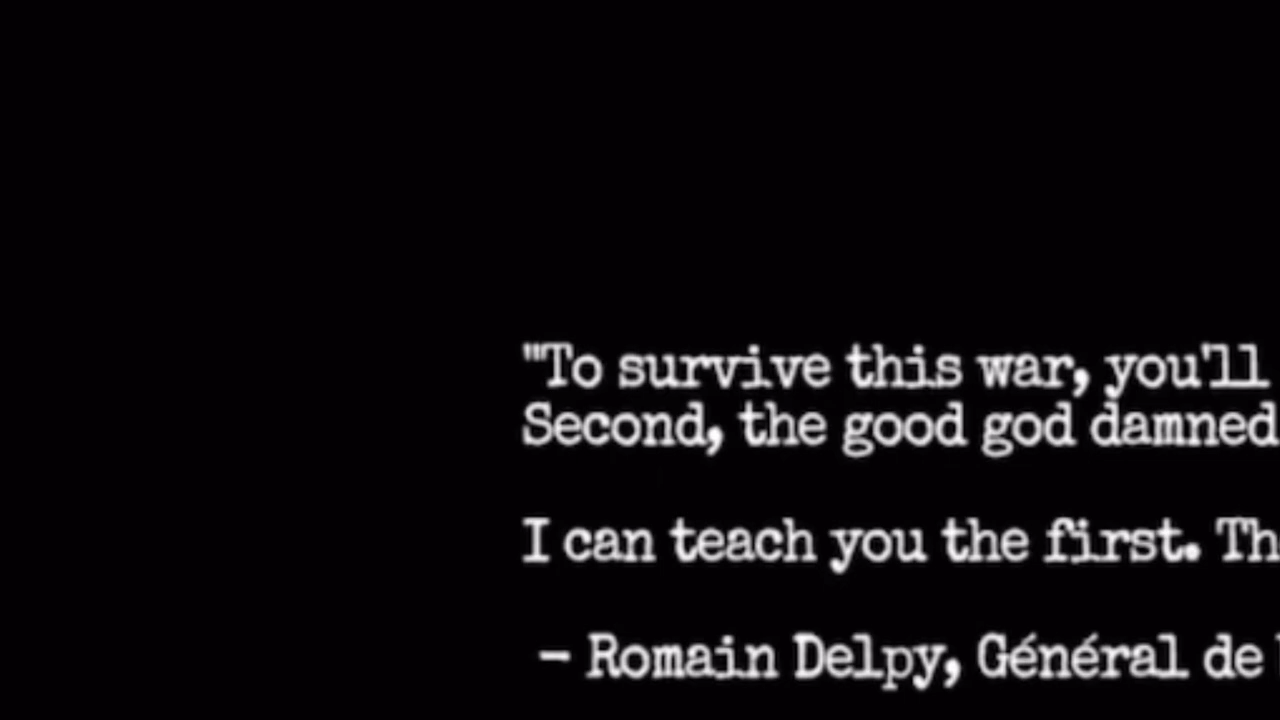 "To survive this war, you'll
Second, the good god damned
I can teach you the first. Th
– Romain Delpy, Général de